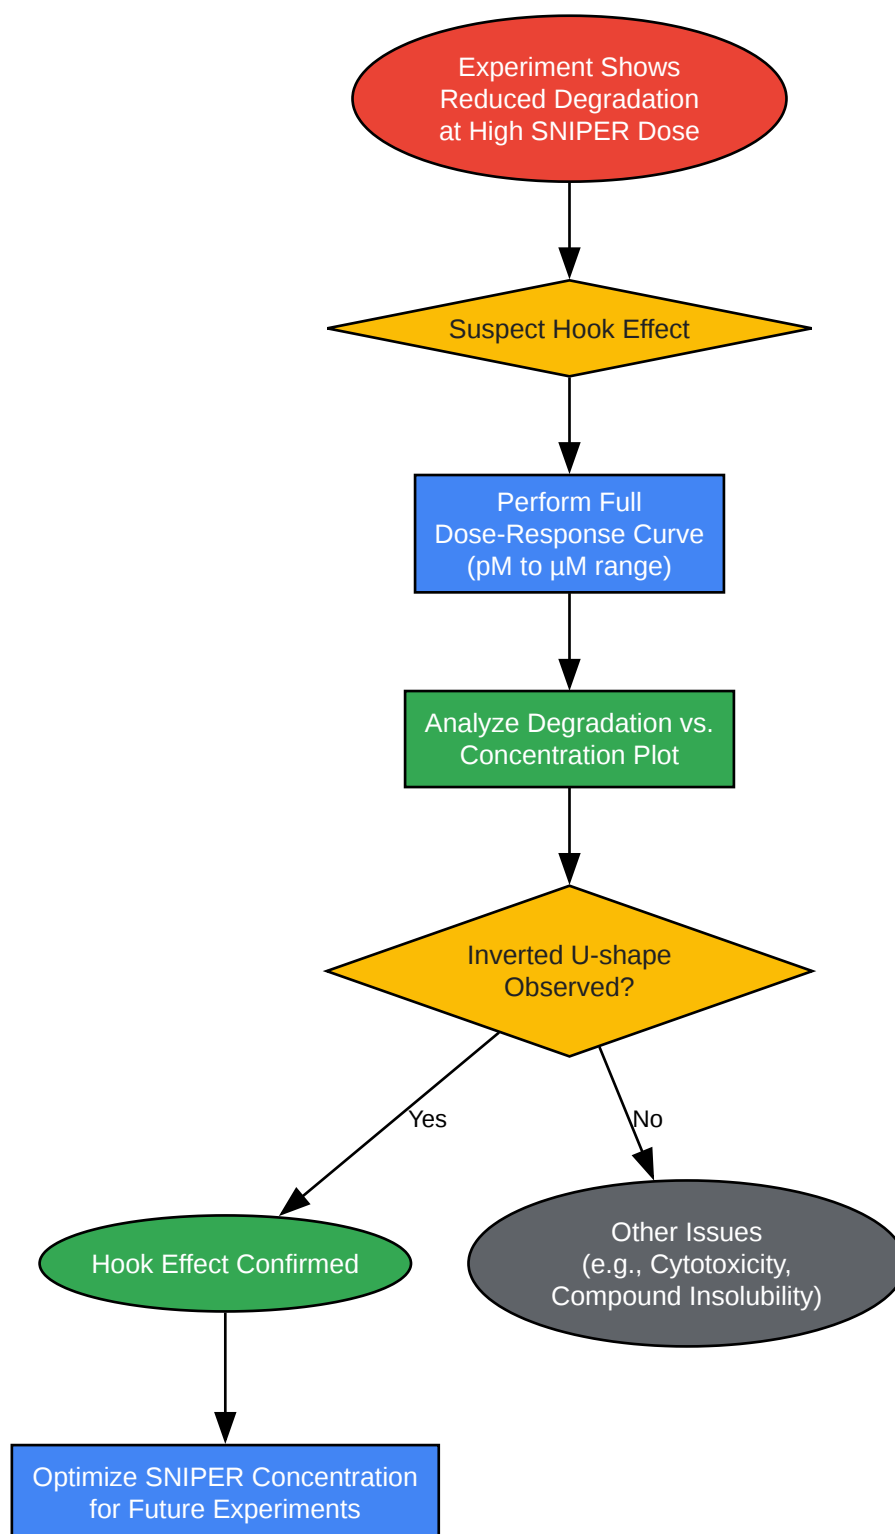 Experiment Shows
Reduced Degradation
at High SNIPER Dose
Suspect Hook Effect
Perform Full
Dose-Response Curve
(pM to µM range)
Analyze Degradation vs.
Concentration Plot
Inverted U-shape
Observed?
Yes
No
Hook Effect Confirmed
Other Issues
(e.g., Cytotoxicity,
Compound Insolubility)
Optimize SNIPER Concentration
for Future Experiments